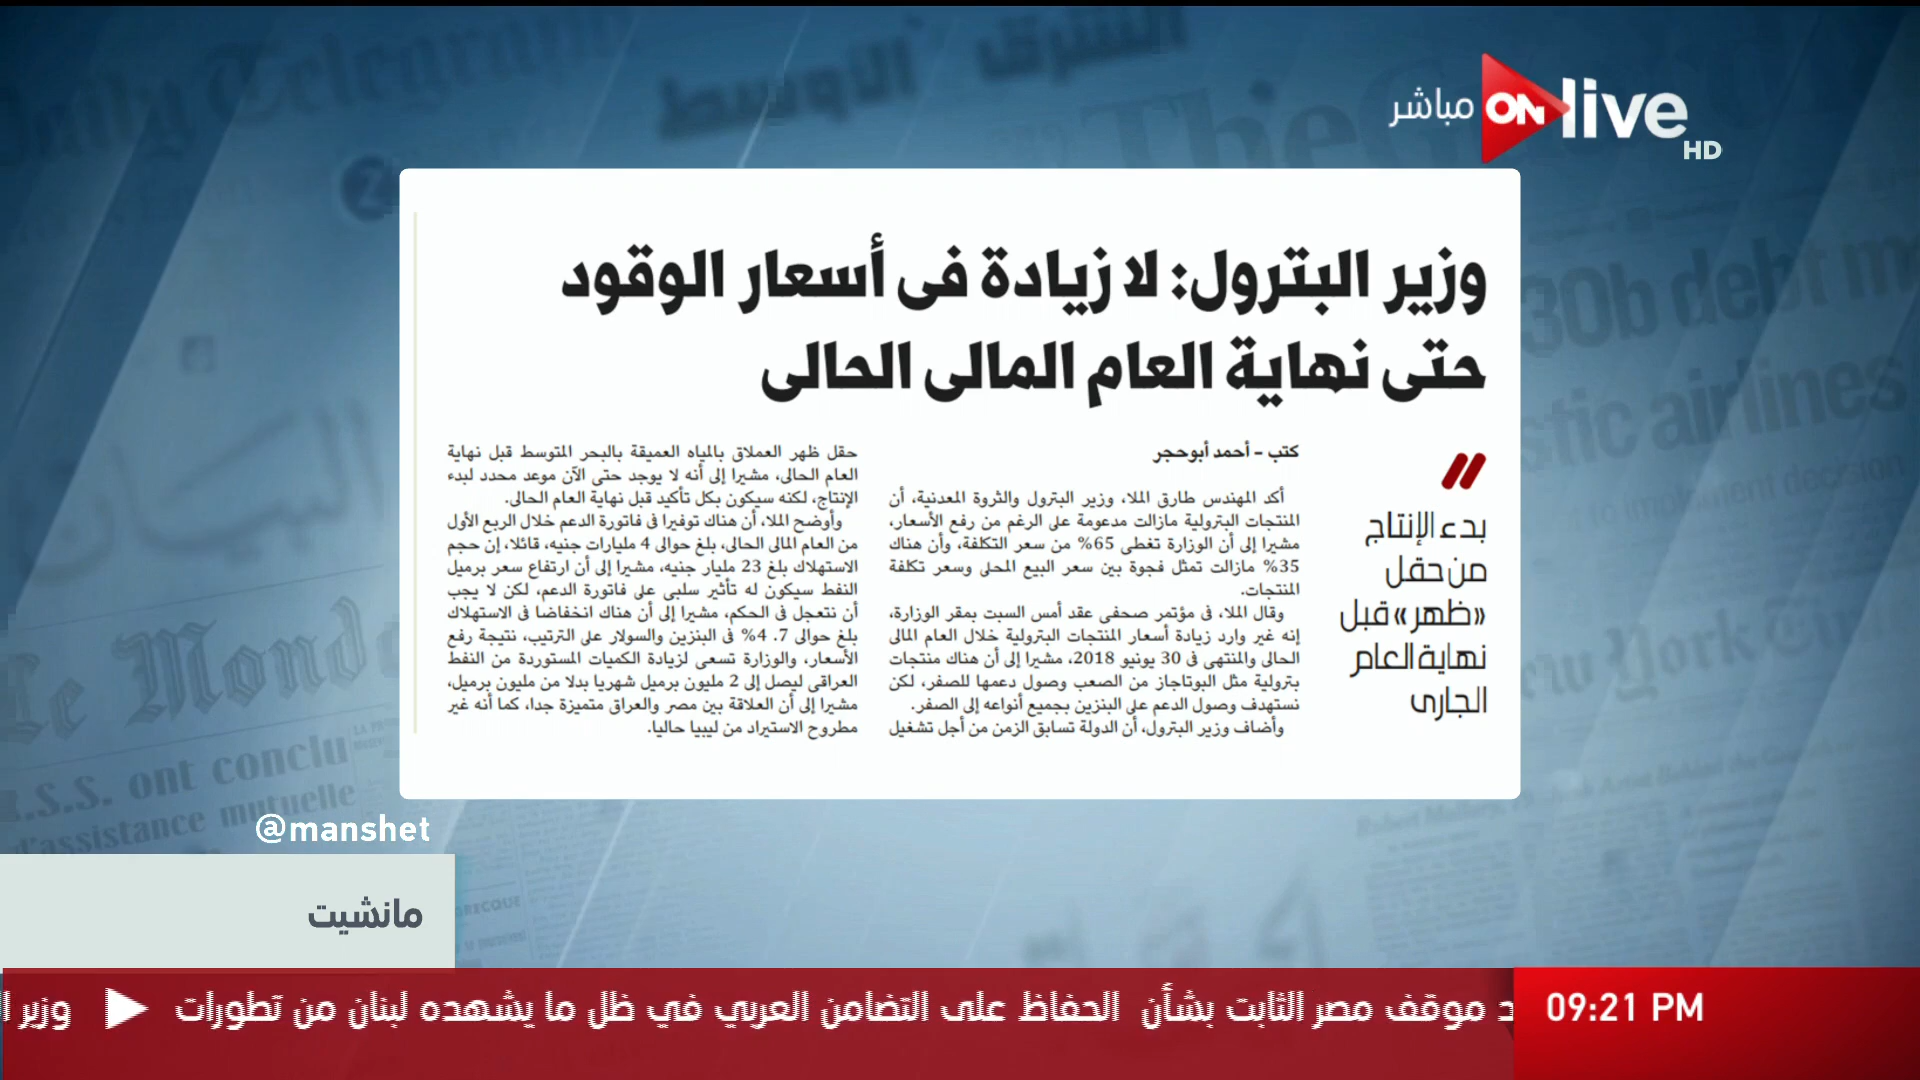 مباشر ON live
HD
وزير البترول: لا زيادة فى أسعار الوقود
حتى نهاية العام المالى الحالى
بدء الإنتاج
من حقل
«ظهر» قبل
نهاية العام
الجارى
كتب - أحمد أبوحجر
أكد المهندس طارق الملا، وزير البترول والثروة المعدنية، أن
المنتجات البترولية مازالت مدعومة على الرغم من رفع الأسعار،
مشيرا إلى أن الوزارة تغطى 65% من سعر التكلفة، وأن هناك
35% مازالت تمثل فجوة بين سعر البيع المحلى وسعر تكلفة
المنتجات.
وقال الملا، فى مؤتمر صحفى عقد أمس السبت بمقر الوزارة،
إنه غير وارد زيادة أسعار المنتجات البترولية خلال العام المالى
الحالى والمنتهى فى 30 يونيو 2018، مشيرا إلى أن هناك منتجات
بترولية مثل البوتاجاز من الصعب وصول دعمها للصفر، لكن
نستهدف وصول الدعم على البنزين بجميع أنواعه إلى الصفر.
وأضاف وزير البترول، أن الدولة تسابق الزمن من أجل تشغيل
حقل ظهر العملاق بالمياه العميقة بالبحر المتوسط قبل نهاية
العام الحالى، مشيرا إلى أنه لا يوجد حتى الآن موعد محدد لبدء
الإنتاج، لكنه سيكون بكل تأكيد قبل نهاية العام الحالى.
وأوضح الملا، أن هناك توفيرا فى فاتورة الدعم خلال الربع الأول
من العام المالى الحالى، بلغ حوالى 4 مليارات جنيه، قائلا، إن حجم
الاستهلاك بلغ 23 مليار جنيه، مشيرا إلى أن ارتفاع سعر برميل
النفط سيكون له تأثير سلبى على فاتورة الدعم، لكن لا يجب
أن نتعجل فى الحكم، مشيرا إلى أن هناك انخفاضا فى الاستهلاك
بلغ حوالى 7. 4% فى البنزين والسولار على الترتيب، نتيجة رفع
الأسعار، والوزارة تسعى لزيادة الكميات المستوردة من النفط
العراقى ليصل إلى 2 مليون برميل شهريا بدلا من مليون برميل،
مشيرا إلى أن العلاقة بين مصر والعراق متميزة جدا، كما أنه غير
مطروح الاستيراد من ليبيا حاليا.
@manshet
مانشيت
موقف مصر الثابت بشأن الحفاظ على التضامن العربي في ظل ما يشهده لبنان من تطورات وزير
09:21 PM